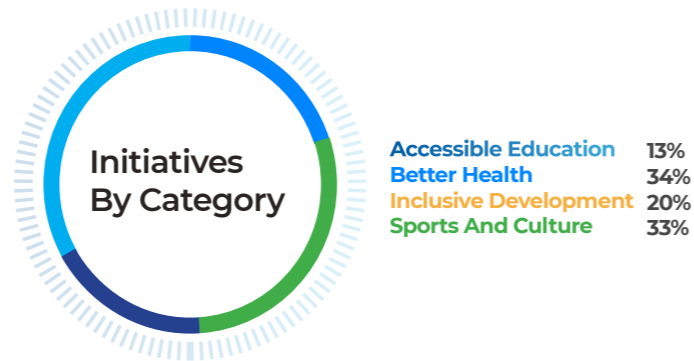 Initiatives
By Category
Accessible Education 13%
Better Health 34%
Inclusive Development 20%
Sports And Culture 33%